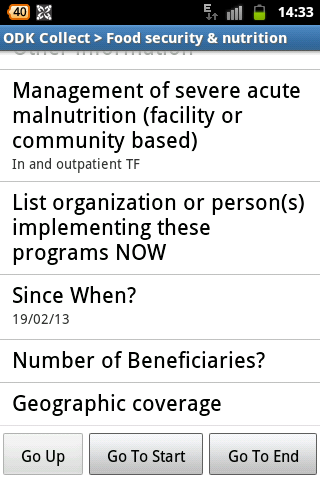 40 14:33
ODK Collect > Food security & nutrition
Other information
Management of severe acute
malnutrition (facility or
community based)
In and outpatient TF
List organization or person(s)
implementing these
programs NOW
Since When?
19/02/13
Number of Beneficiaries?
Geographic coverage
Go Up Go To Start Go To End